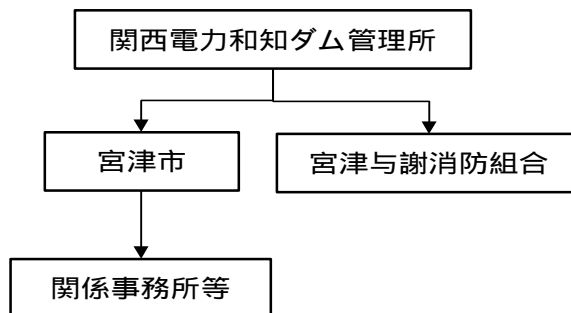 関西電力和知ダム管理所
宮津市
宮津与謝消防組合
関係事務所等